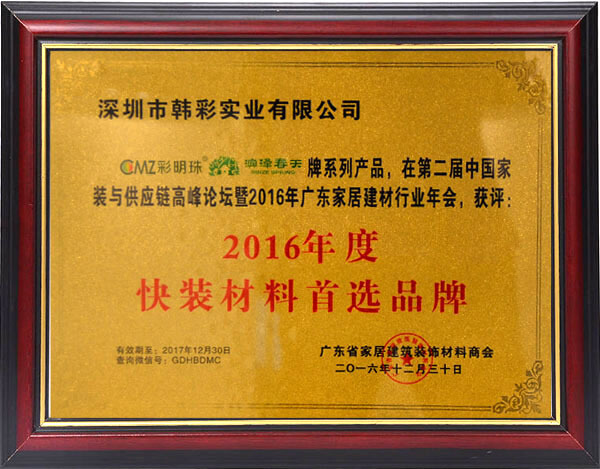 深圳市韩彩实业有限公司
CMZ彩明珠 润泽春天 牌系列产品，在第二届中国家
装与供应链高峰论坛暨2016年广东家居建材行业年会，获评：
2016年度
快装材料首选品牌
有效期至：2017年12月30日
查询微信号：GDHBDMC
广东省家居建筑装饰材料商会
二〇一六年十二月三十日